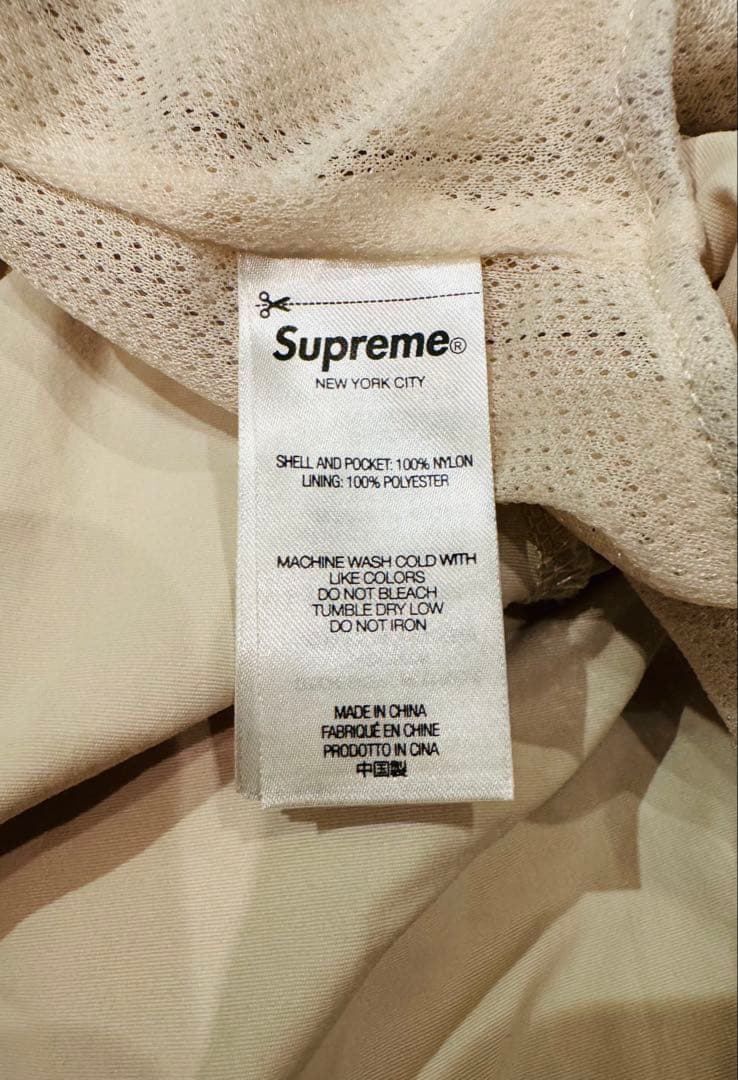 Supreme®
NEW YORK CITY
SHELL AND POCKET: 100% NYLON
LINING: 100% POLYESTER
MACHINE WASH COLD WITH
LIKE COLORS
DO NOT BLEACH
TUMBLE DRY LOW
DO NOT IRON
MADE IN CHINA
FABRIQUÉ EN CHINE
PRODOTTO IN CINA
中国製